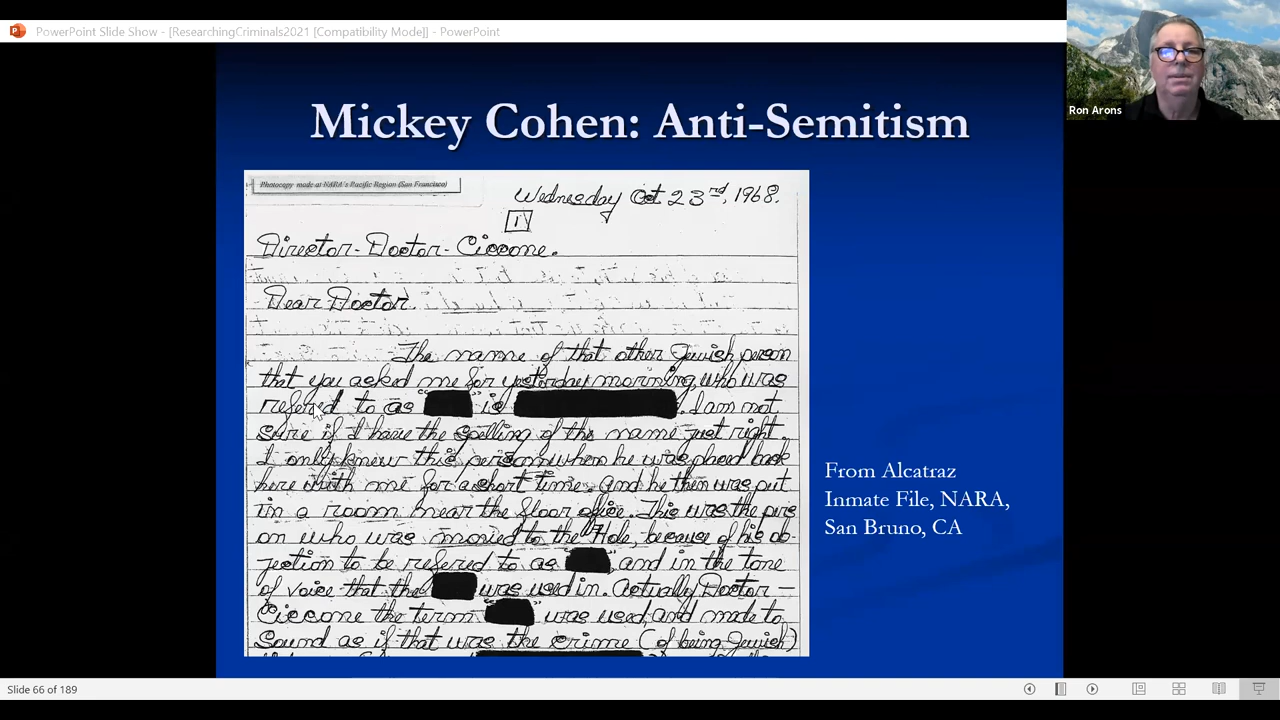 PowerPoint Slide Show - [ResearchingCriminals2021 [Compatibility Mode]] - PowerPoint
Ron Arons
Mickey Cohen: Anti-Semitism
Photocopy made at NARA's Pacific Region (San Francisco)
Wednesday Oct 23rd, 1968.
1
Director-Doctor-Ciccone.
Dear Doctor.
The name of that other Jewish person
that you asked me for yesterday morning who was
refered to as " " is . I am not
sure if I have the spelling of the name just right.
I only knew this person when he was placed back
here with me for a short time, and he then was put
in a room near the floor office. This was the pers
on who was moved to the Hole, because of his ob-
jection to be refered to as " " and in the tone
of voice that the was used in. Actually Doctor —
Ciccone the term " " was used, and made to
Sound as if that was the crime (of being Jewish)
From Alcatraz
Inmate File, NARA,
San Bruno, CA
Slide 66 of 189